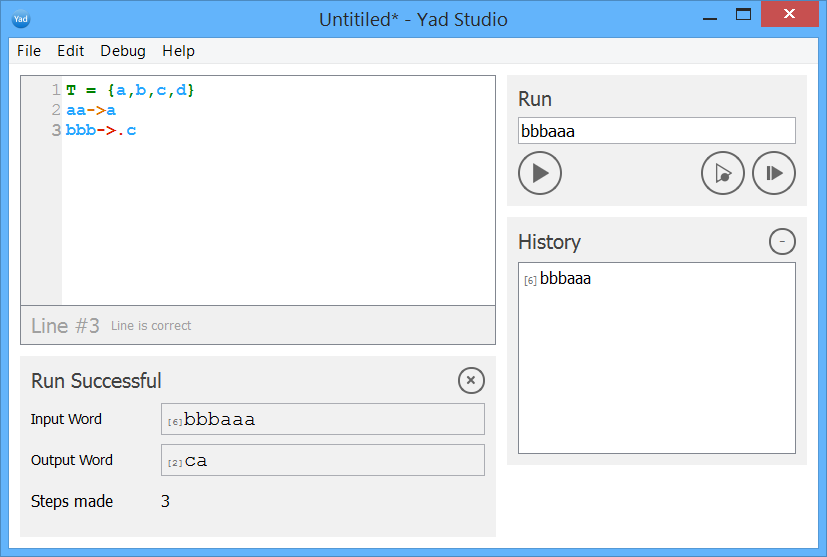 Yad Untitiled* - Yad Studio
File Edit Debug Help
1 T = {a,b,c,d}
2 aa->a
3 bbb->.c
Line #3 Line is correct
Run Successful
Input Word [6]bbbaaa
Output Word [2]ca
Steps made 3
Run
bbbaaa
History
[6] bbbaaa